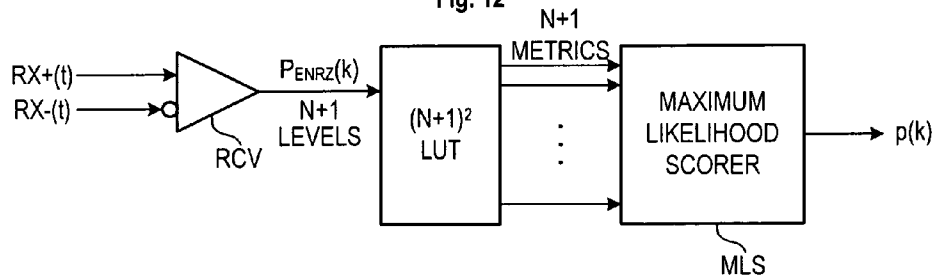 Fig. 12
RX+(t)
RX-(t)
RCV
PENRZ(k)
N+1
LEVELS
(N+1)²
LUT
N+1
METRICS
MAXIMUM
LIKELIHOOD
SCORER
MLS
p(k)